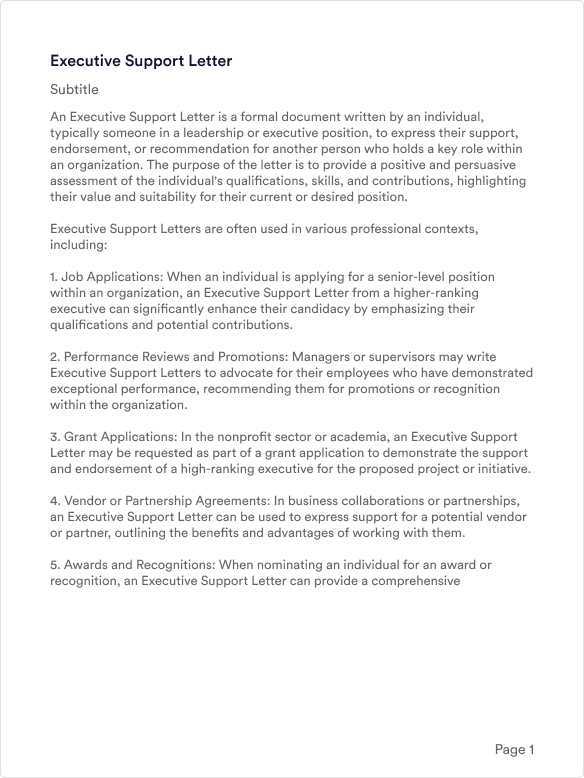 Executive Support Letter
Subtitle
An Executive Support Letter is a formal document written by an individual,
typically someone in a leadership or executive position, to express their support,
endorsement, or recommendation for another person who holds a key role within
an organization. The purpose of the letter is to provide a positive and persuasive
assessment of the individual's qualifications, skills, and contributions, highlighting
their value and suitability for their current or desired position.
Executive Support Letters are often used in various professional contexts,
including:
1. Job Applications: When an individual is applying for a senior-level position
within an organization, an Executive Support Letter from a higher-ranking
executive can significantly enhance their candidacy by emphasizing their
qualifications and potential contributions.
2. Performance Reviews and Promotions: Managers or supervisors may write
Executive Support Letters to advocate for their employees who have demonstrated
exceptional performance, recommending them for promotions or recognition
within the organization.
3. Grant Applications: In the nonprofit sector or academia, an Executive Support
Letter may be requested as part of a grant application to demonstrate the support
and endorsement of a high-ranking executive for the proposed project or initiative.
4. Vendor or Partnership Agreements: In business collaborations or partnerships,
an Executive Support Letter can be used to express support for a potential vendor
or partner, outlining the benefits and advantages of working with them.
5. Awards and Recognitions: When nominating an individual for an award or
recognition, an Executive Support Letter can provide a comprehensive
Page 1